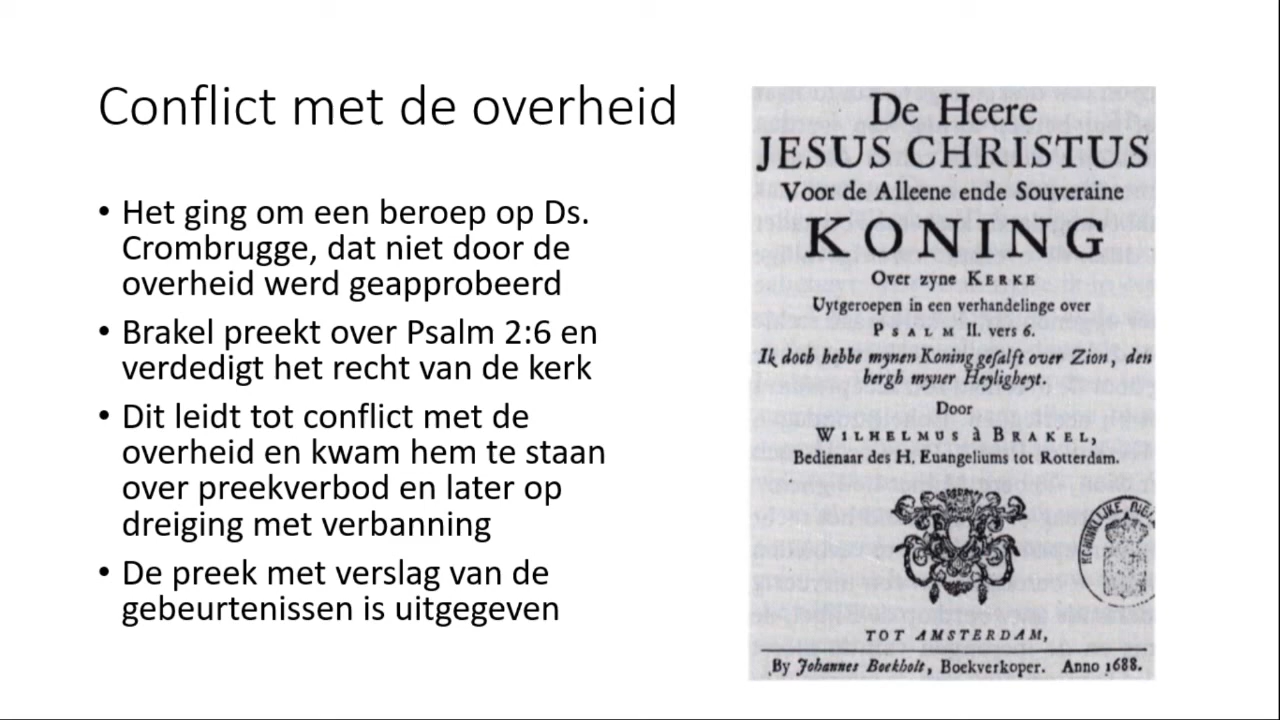 Conflict met de overheid
• Het ging om een beroep op Ds.
Crombrugge, dat niet door de
overheid werd geapprobeerd
• Brakel preekt over Psalm 2:6 en
verdedigt het recht van de kerk
• Dit leidt tot conflict met de
overheid en kwam hem te staan
over preekverbod en later op
dreiging met verbanning
• De preek met verslag van de
gebeurtenissen is uitgegeven
De Heere
JESUS CHRISTUS
Voor de Alleene ende Souveraine
KONING
Over zyne KERKE
Uytgeroepen in een verhandelinge over
PSALM II. vers 6.
Ik doch hebbe mynen Koning gesalft over Zion, den
bergh myner Heyligheyt.
Door
WILHELMUS à BRAKEL,
Bedienaar des H. Euangeliums tot Rotterdam.
TOT AMSTERDAM,
By Johannes Boekholt, Boekverkoper. Anno 1688.